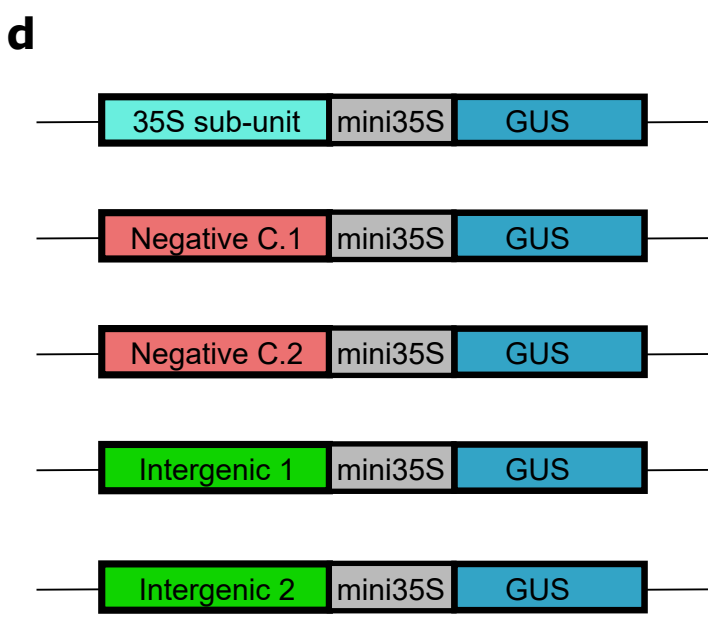 d
35S sub-unit mini35S GUS
Negative C.1 mini35S GUS
Negative C.2 mini35S GUS
Intergenic 1 mini35S GUS
Intergenic 2 mini35S GUS